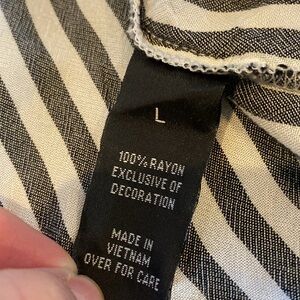 L
100% RAYON
EXCLUSIVE OF
DECORATION
MADE IN
VIETNAM
OVER FOR CARE